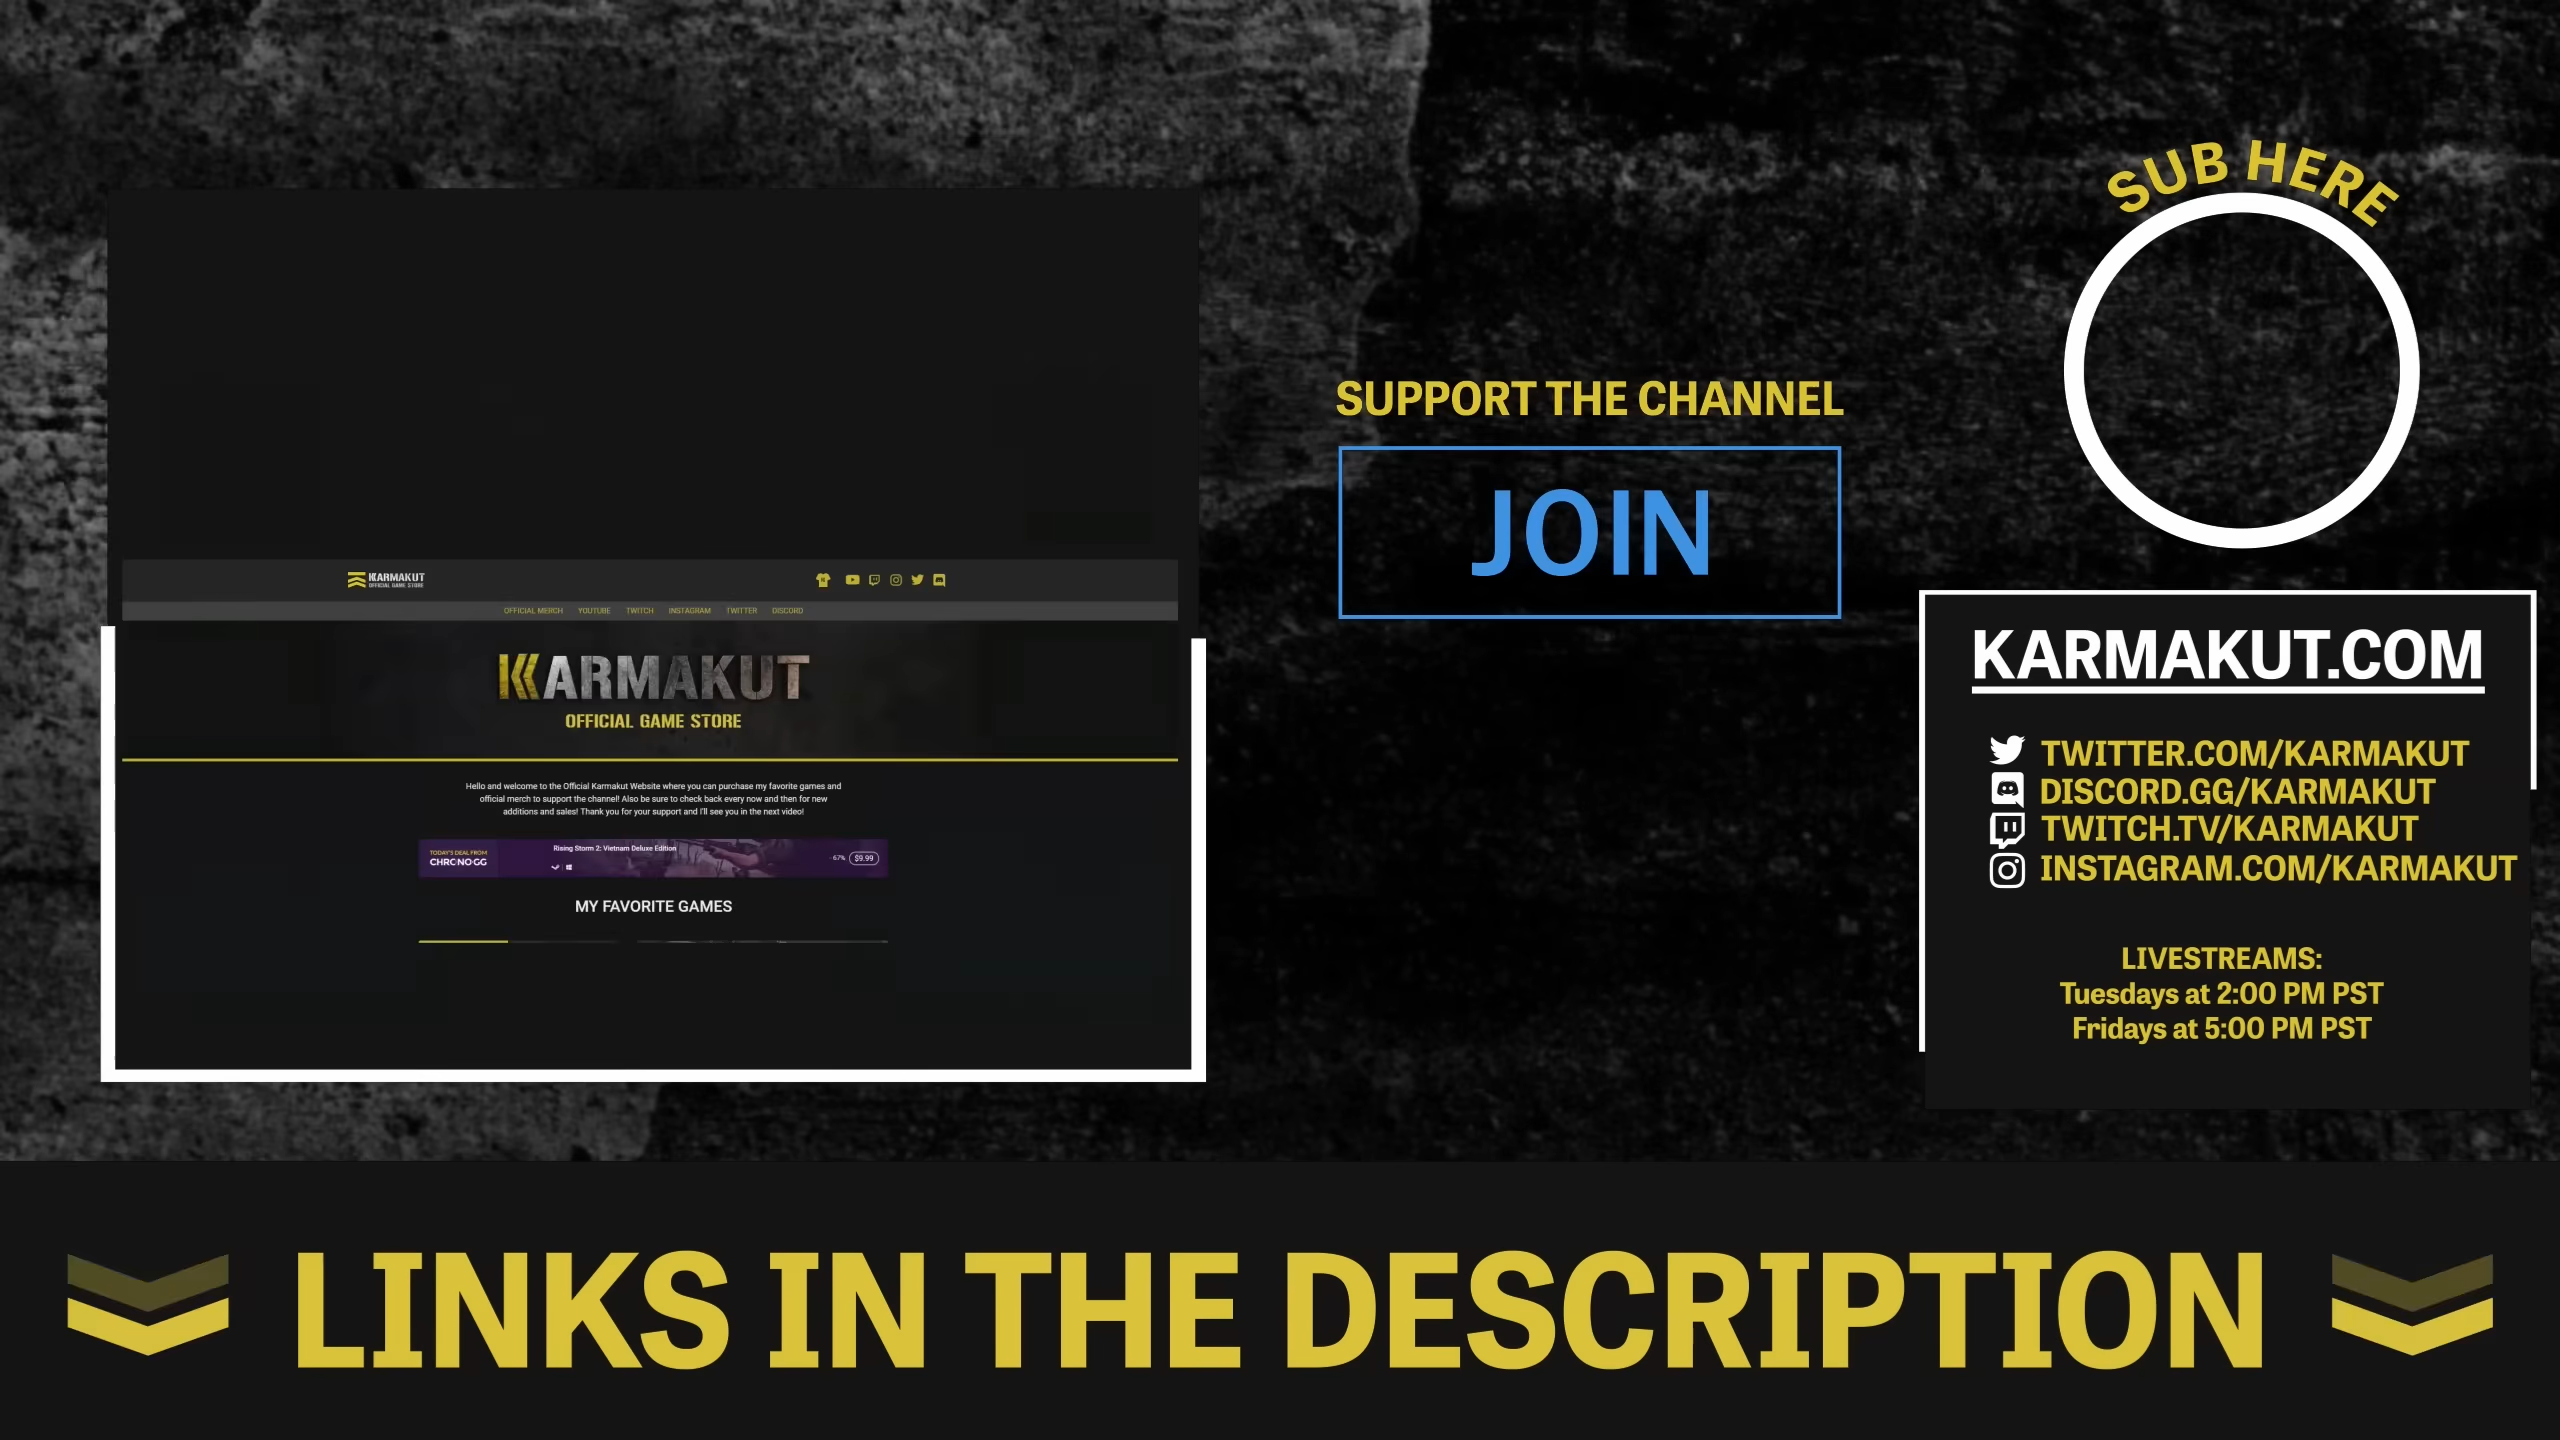 KARMAKUT
OFFICIAL GAME STORE
OFFICIAL MERCH YOUTUBE TWITCH INSTAGRAM TWITTER DISCORD
KARMAKUT
OFFICIAL GAME STORE
Hello and welcome to the Official Karmakut Website where you can purchase my favorite games and
official merch to support the channel! Also be sure to check back every now and then for new
additions and sales! Thank you for your support and I'll see you in the next video!
TODAY'S DEAL FROM
CHRONO.GG
Rising Storm 2: Vietnam Deluxe Edition
-67% $9.99
MY FAVORITE GAMES
SUPPORT THE CHANNEL
JOIN
SUB HERE
KARMAKUT.COM
TWITTER.COM/KARMAKUT
DISCORD.GG/KARMAKUT
TWITCH.TV/KARMAKUT
INSTAGRAM.COM/KARMAKUT
LIVESTREAMS:
Tuesdays at 2:00 PM PST
Fridays at 5:00 PM PST
LINKS IN THE DESCRIPTION